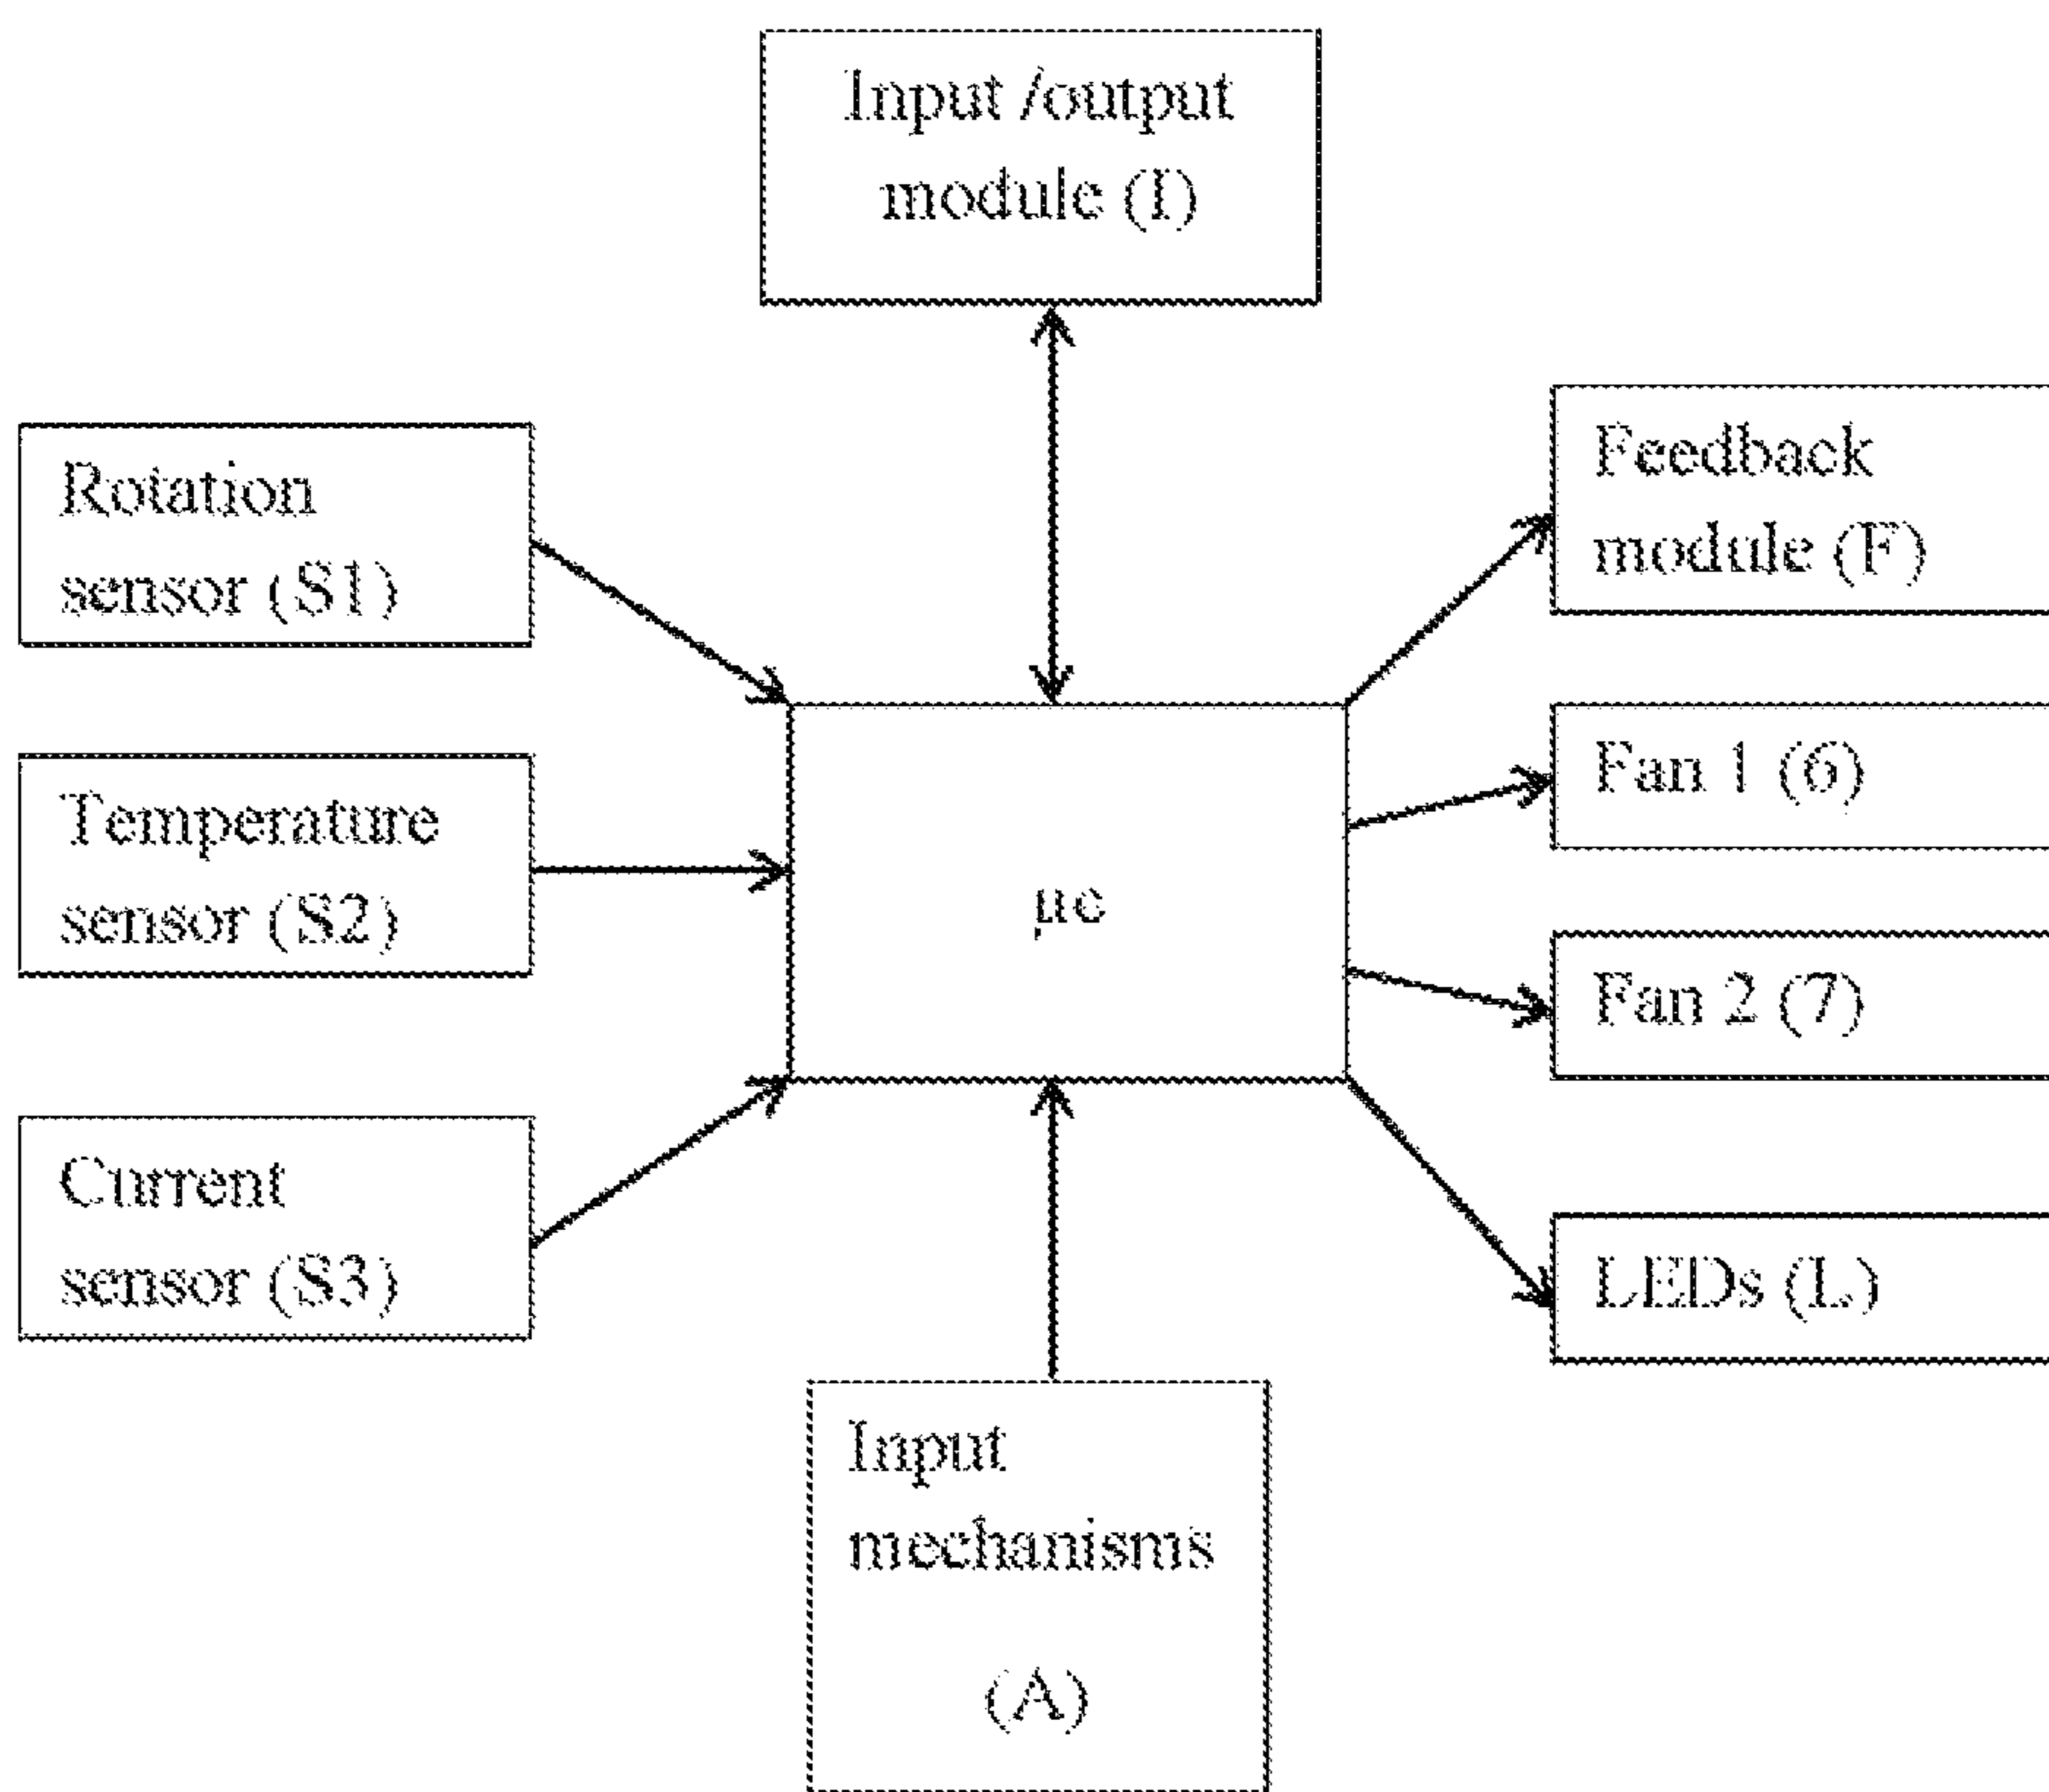 Input /output
module (I)
Rotation
sensor (S1)
Temperature
sensor (S2)
Current
sensor (S3)
µc
Feedback
module (F)
Fan 1 (6)
Fan 2 (7)
LEDs (L)
Input
mechanisms
(A)